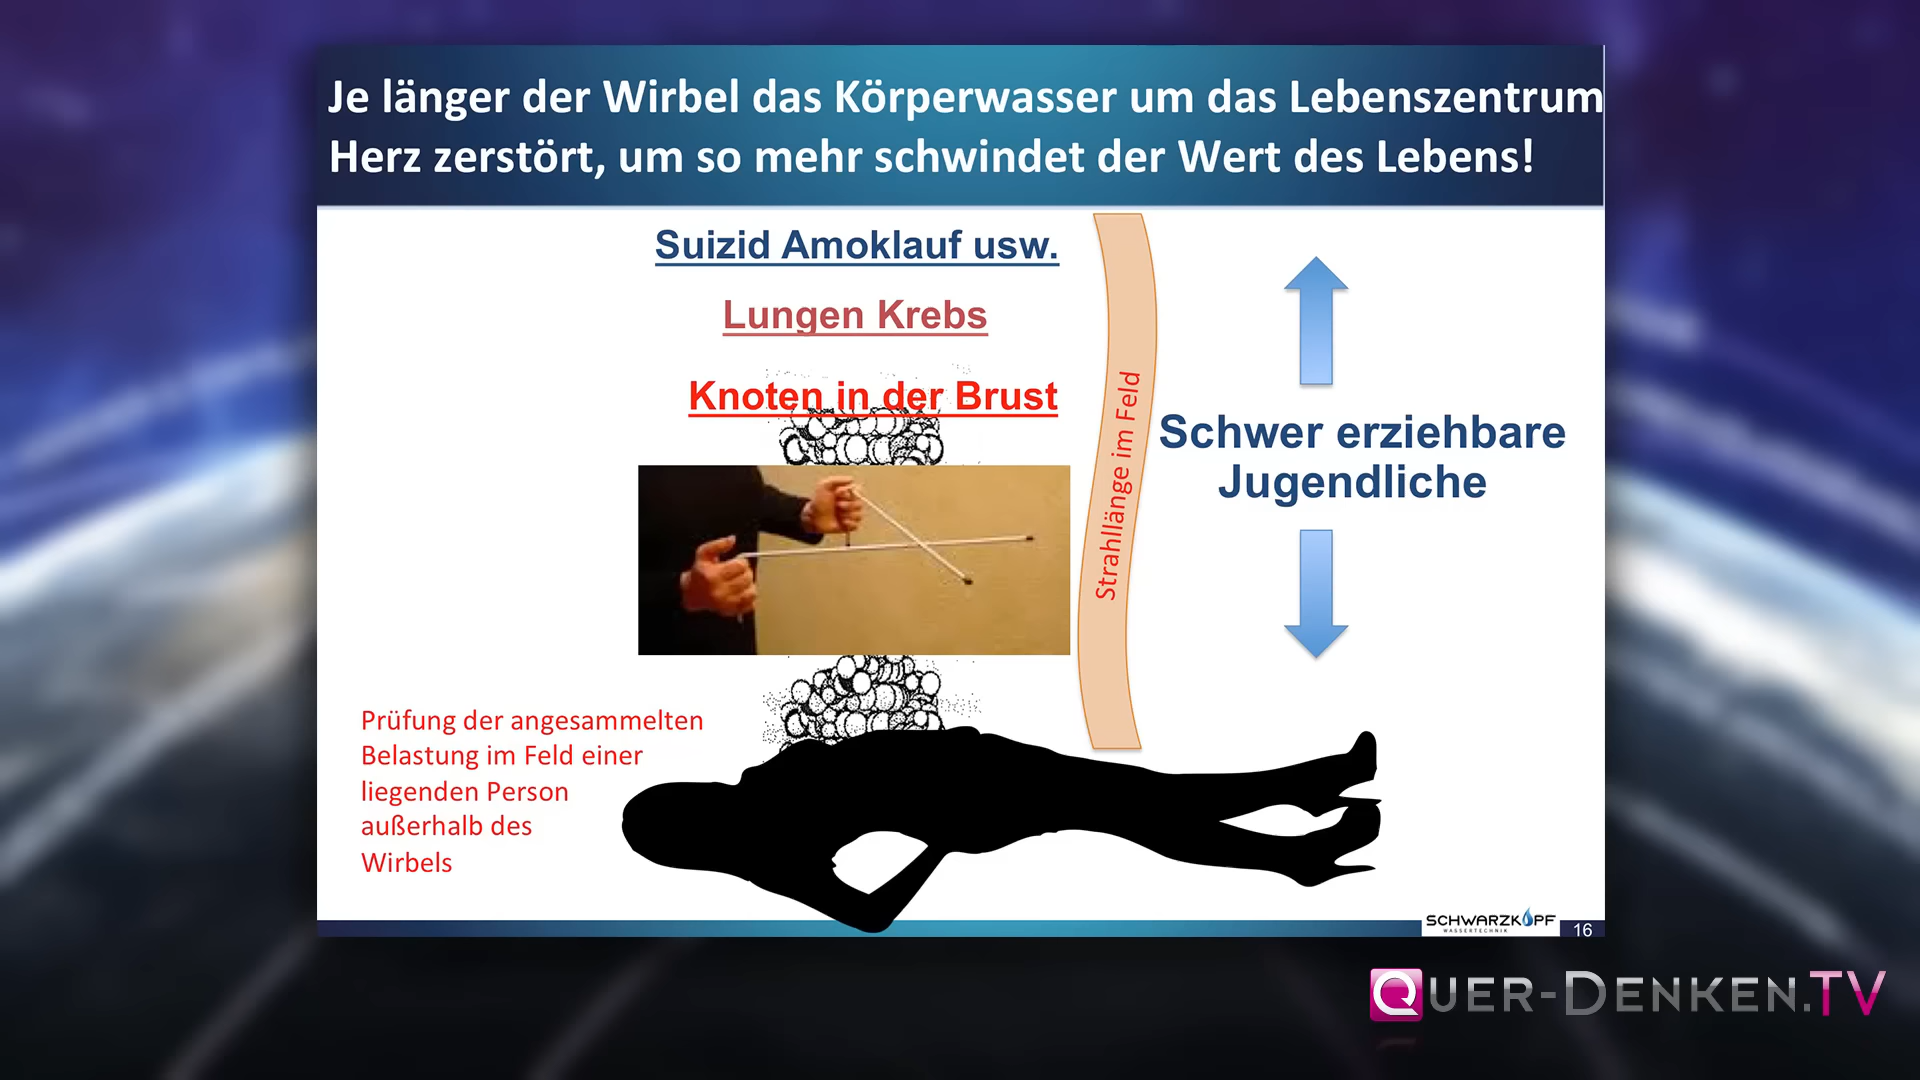 Je länger der Wirbel das Körperwasser um das Lebenszentrum
Herz zerstört, um so mehr schwindet der Wert des Lebens!
Suizid Amoklauf usw.
Lungen Krebs
Knoten in der Brust
Strahllänge im Feld
Schwer erziehbare
Jugendliche
Prüfung der angesammelten
Belastung im Feld einer
liegenden Person
außerhalb des
Wirbels
SCHWARZKOPF
WASSERTECHNIK
16
QUER-DENKEN.TV